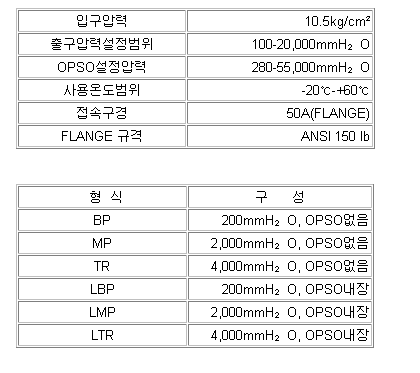 입구압력 10.5kg/cm²
출구압력설정범위 100-20,000mmH₂ O
OPSO설정압력 280-55,000mmH₂ O
사용온도범위 -20℃-+60℃
접속구경 50A(FLANGE)
FLANGE 규격 ANSI 150 lb
형 식 구 성
BP 200mmH₂ O, OPSO없음
MP 2,000mmH₂ O, OPSO없음
TR 4,000mmH₂ O, OPSO없음
LBP 200mmH₂ O, OPSO내장
LMP 2,000mmH₂ O, OPSO내장
LTR 4,000mmH₂ O, OPSO내장